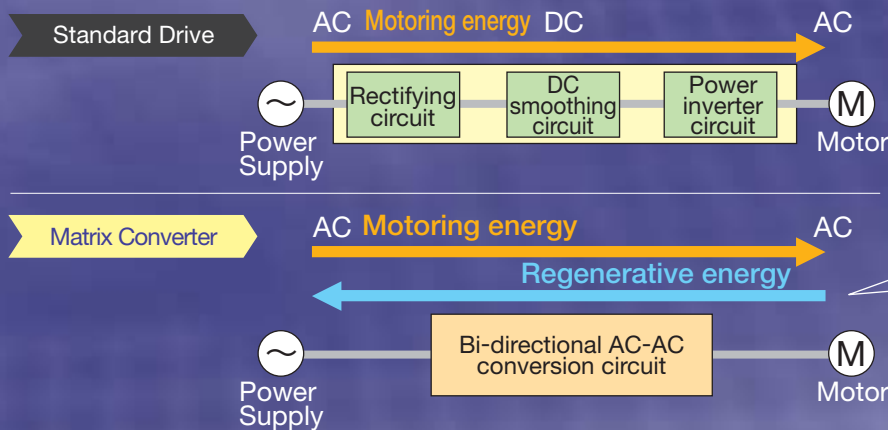 Standard Drive
AC Motoring energy DC AC
Rectifying
circuit
DC
smoothing
circuit
Power
inverter
circuit
~
Power
Supply
M
Motor
Matrix Converter
AC Motoring energy AC
Regenerative energy
Bi-directional AC-AC
conversion circuit
~
Power
Supply
M
Motor